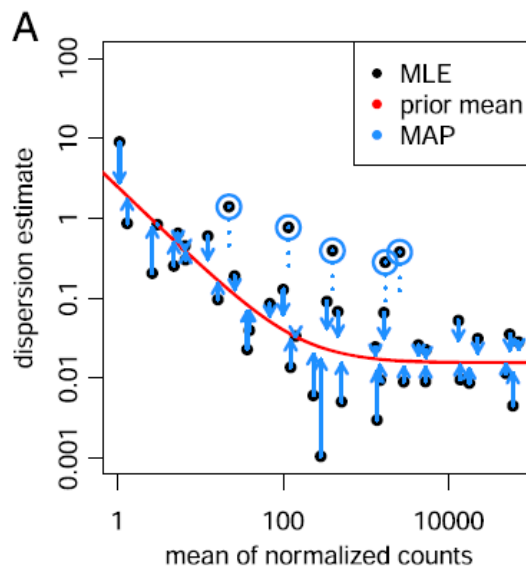 A
MLE
prior mean
MAP
dispersion estimate
100
10
1
0.1
0.01
0.001
1
100
10000
mean of normalized counts